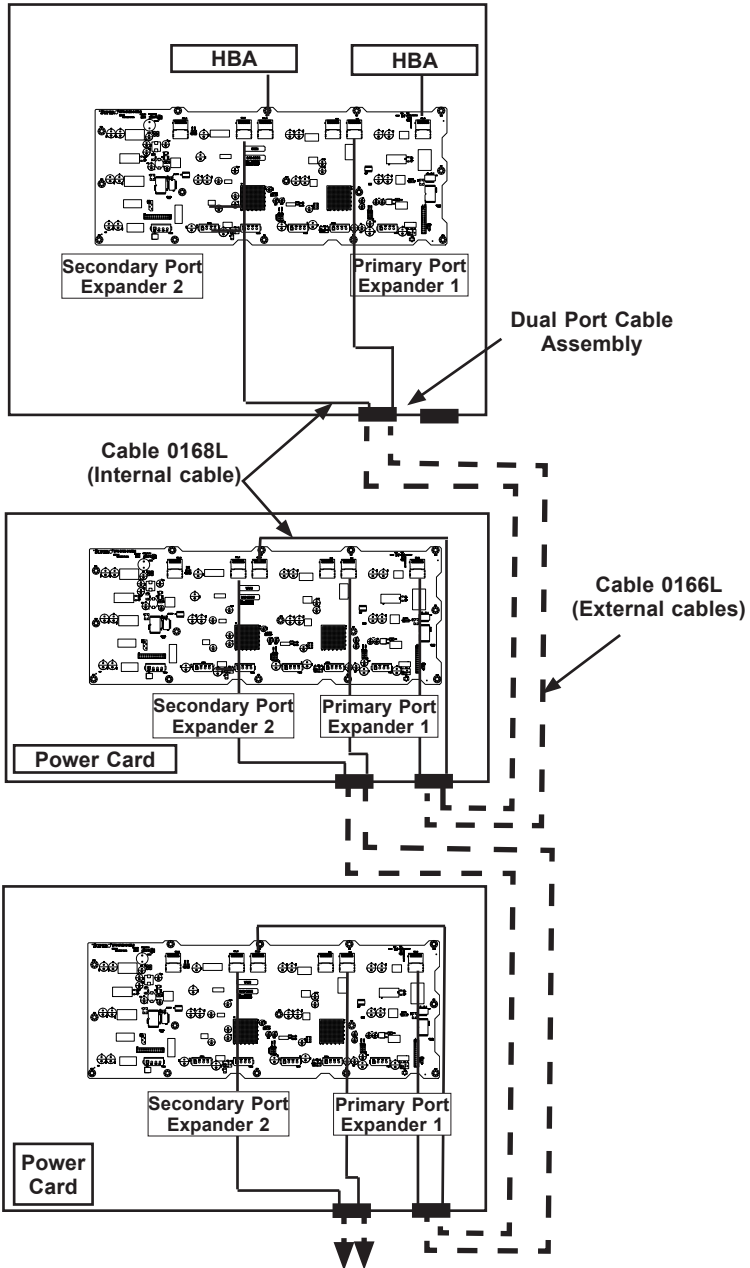 HBA
HBA
Secondary Port
Expander 2
Primary Port
Expander 1
Dual Port Cable
Assembly
Cable 0168L
(Internal cable)
Cable 0166L
(External cables)
Secondary Port
Expander 2
Primary Port
Expander 1
Power Card
Secondary Port
Expander 2
Primary Port
Expander 1
Power
Card